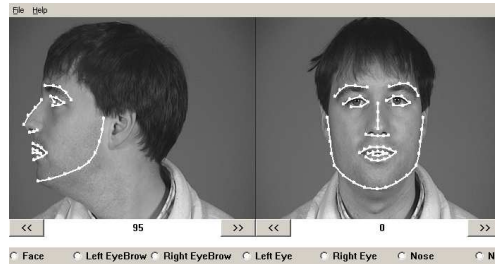 File Help
<< 95 >> << 0 >>
Face Left EyeBrow Right EyeBrow Left Eye Right Eye Nose N